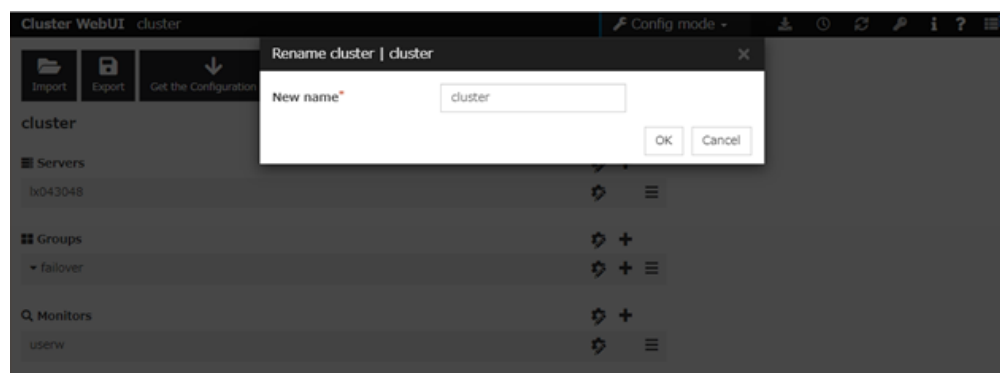 Cluster WebUI cluster Config mode
Rename cluster | cluster
Import Export Get the Configuration
New name* cluster
cluster
OK Cancel
Servers
lx043048
Groups
failover
Monitors
userw